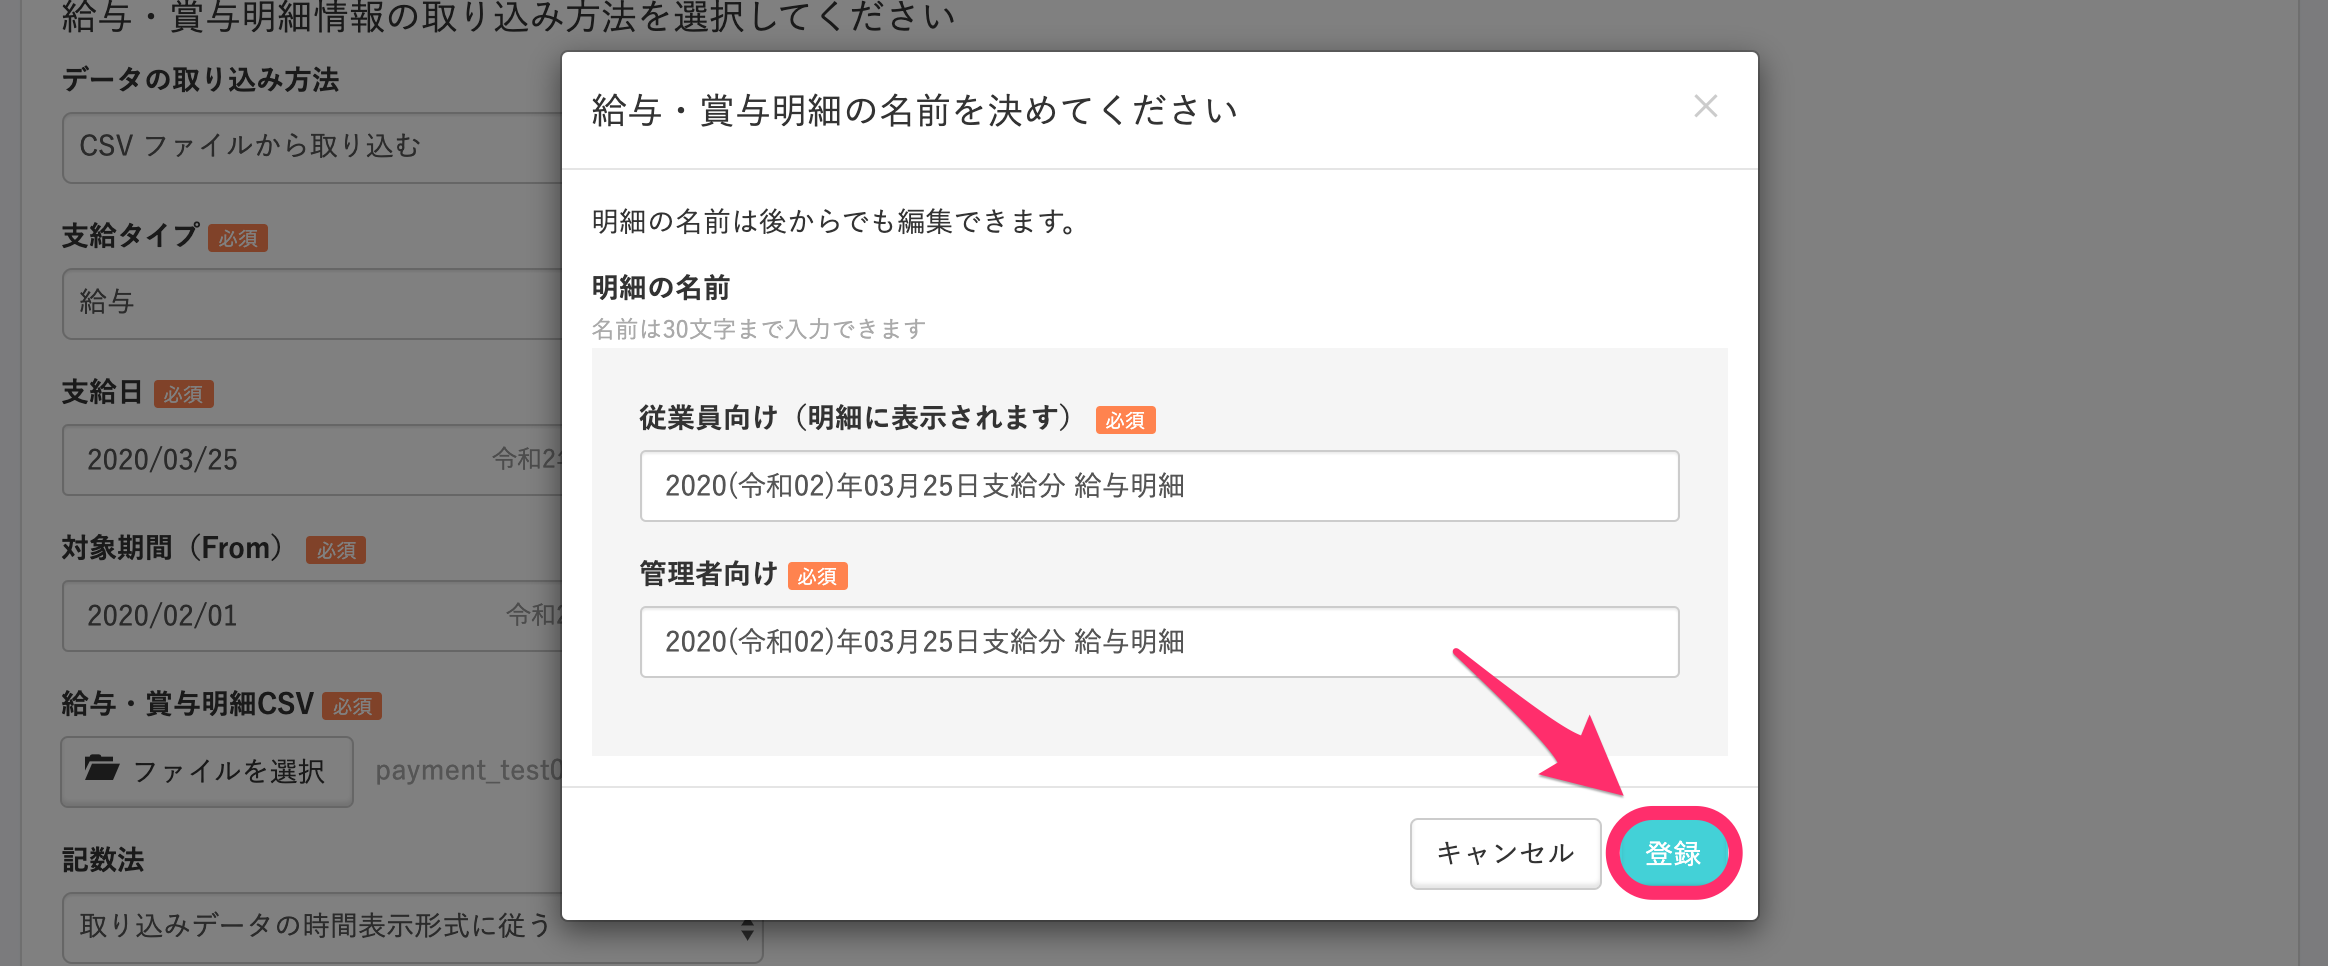 給与・賞与明細情報の取り込み方法を選択してください
データの取り込み方法
CSV ファイルから取り込む
支給タイプ 必須
給与
支給日 必須
2020/03/25 令和2
対象期間（From） 必須
2020/02/01 令和
給与・賞与明細CSV 必須
ファイルを選択 payment_test0
記数法
取り込みデータの時間表示形式に従う
給与・賞与明細の名前を決めてください
明細の名前は後からでも編集できます。
明細の名前
名前は30文字まで入力できます
従業員向け（明細に表示されます） 必須
2020(令和02)年03月25日支給分 給与明細
管理者向け 必須
2020(令和02)年03月25日支給分 給与明細
キャンセル 登録